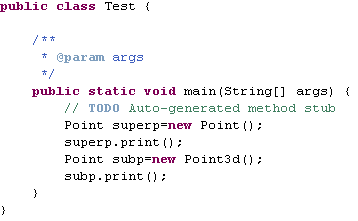 public class Test {
/**
* @param args
*/
public static void main(String[] args) {
// TODO Auto-generated method stub
Point superp=new Point();
superp.print();
Point subp=new Point3d();
subp.print();
}
}